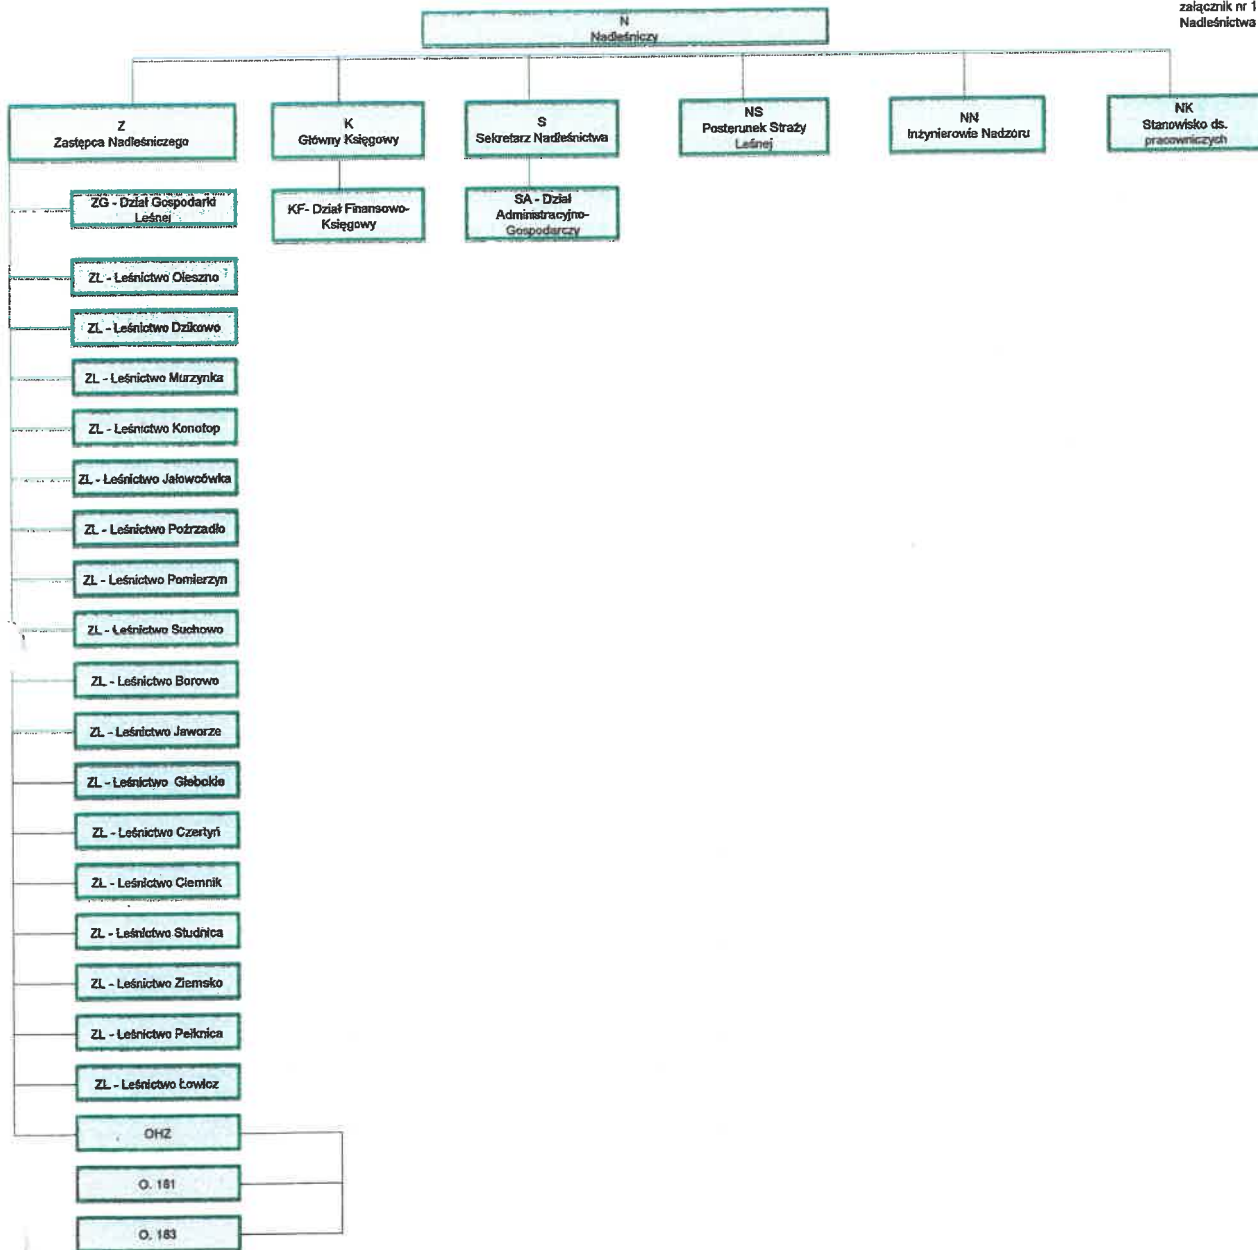 załącznik nr 1
Nadleśnictwa
N
Nadleśniczy
Z
Zastępca Nadleśniczego
K
Główny Księgowy
S
Sekretarz Nadleśnictwa
NS
Posterunek Straży
Leśnej
NN
Inżynierowie Nadzoru
NK
Stanowisko ds.
pracowniczych
ZG - Dział Gospodarki
Leśnej
KF- Dział Finansowo-
Księgowy
SA - Dział
Administracyjno-
Gospodarczy
ZL - Leśnictwo Oleszno
ZL - Leśnictwo Dzikowo
ZL - Leśnictwo Murzynka
ZL - Leśnictwo Konotop
ZL - Leśnictwo Jałowcówka
ZL - Leśnictwo Poźrzadło
ZL - Leśnictwo Pomierzyn
ZL - Leśnictwo Suchowo
ZL - Leśnictwo Borowo
ZL - Leśnictwo Jaworze
ZL - Leśnictwo Głebokie
ZL - Leśnictwo Czertyń
ZL - Leśnictwo Ciemnik
ZL - Leśnictwo Studnica
ZL - Leśnictwo Ziemsko
ZL - Leśnictwo Pełknica
ZL - Leśnictwo Łowicz
OHZ
O. 181
O. 183